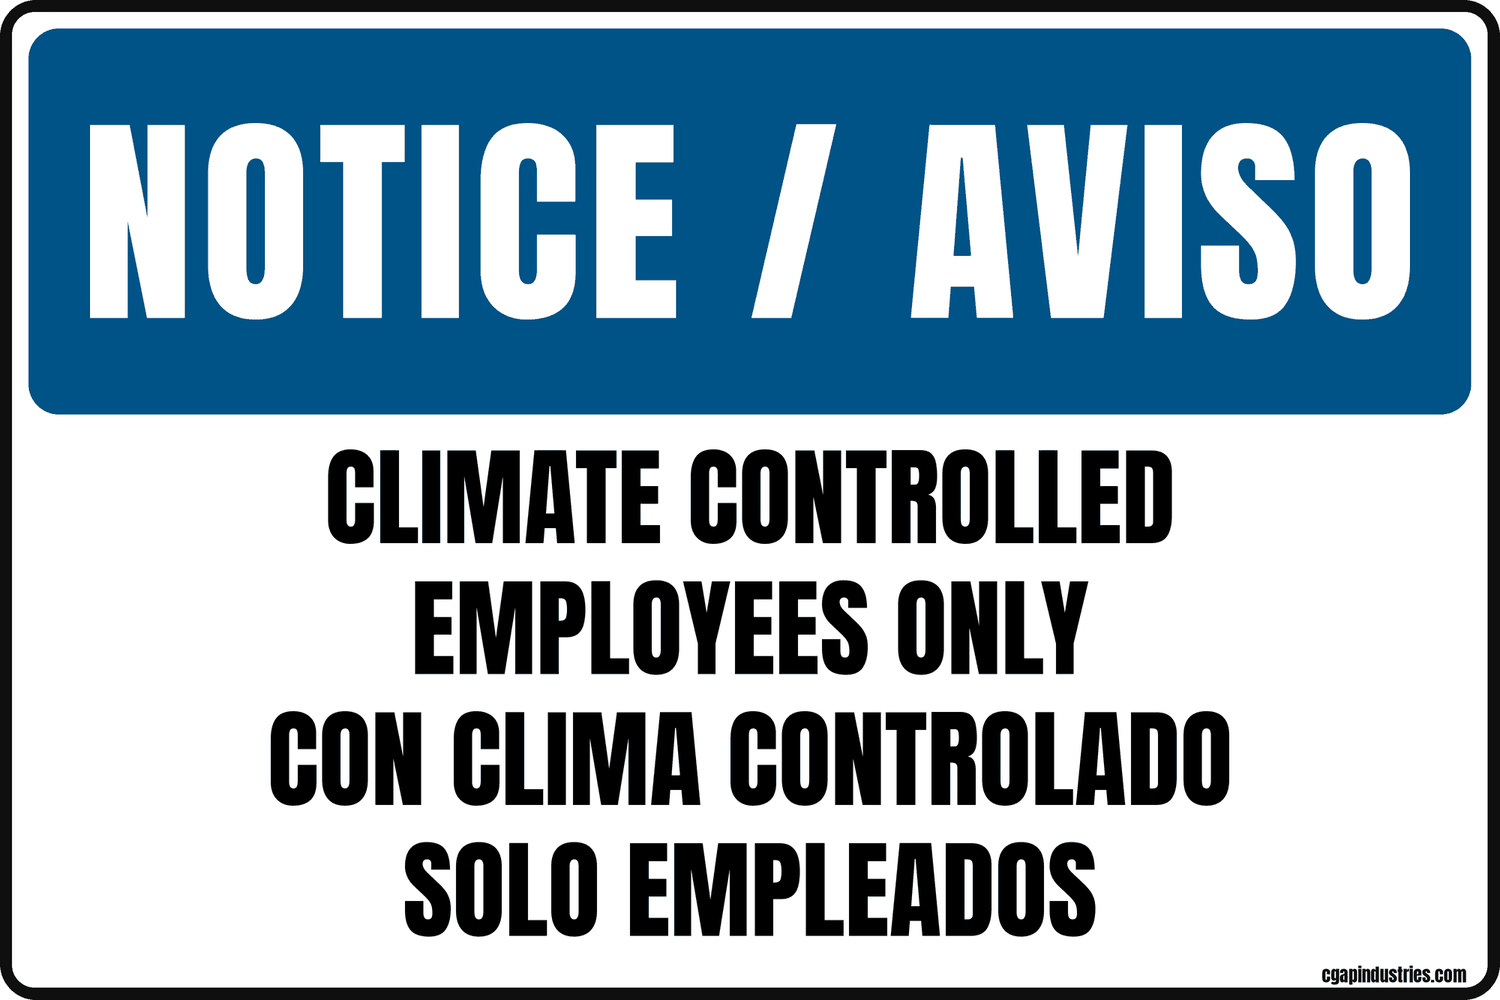 NOTICE / AVISO
CLIMATE CONTROLLED
EMPLOYEES ONLY
CON CLIMA CONTROLADO
SOLO EMPLEADOS
cgapindustries.com